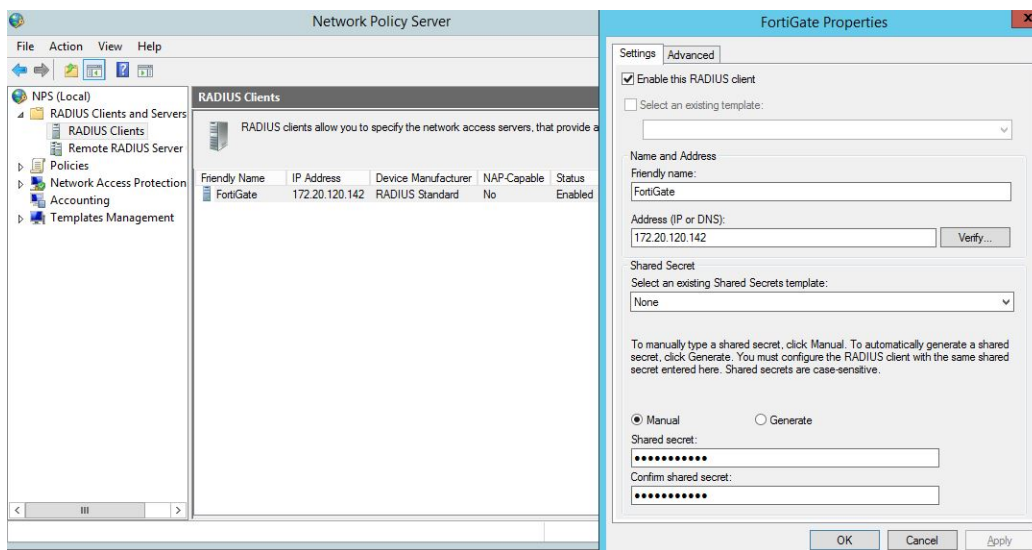 Network Policy Server
File Action View Help
NPS (Local)
RADIUS Clients and Servers
RADIUS Clients
Remote RADIUS Server
Policies
Network Access Protection
Accounting
Templates Management
RADIUS Clients
RADIUS clients allow you to specify the network access servers, that provide a
Friendly Name IP Address Device Manufacturer NAP-Capable Status
FortiGate 172.20.120.142 RADIUS Standard No Enabled
FortiGate Properties
Settings Advanced
Enable this RADIUS client
Select an existing template:
Name and Address
Friendly name:
FortiGate
Address (IP or DNS):
172.20.120.142 Verify...
Shared Secret
Select an existing Shared Secrets template:
None
To manually type a shared secret, click Manual. To automatically generate a shared
secret, click Generate. You must configure the RADIUS client with the same shared
secret entered here. Shared secrets are case-sensitive.
Manual Generate
Shared secret:
●●●●●●●●●●●
Confirm shared secret:
●●●●●●●●●●●
OK Cancel Apply